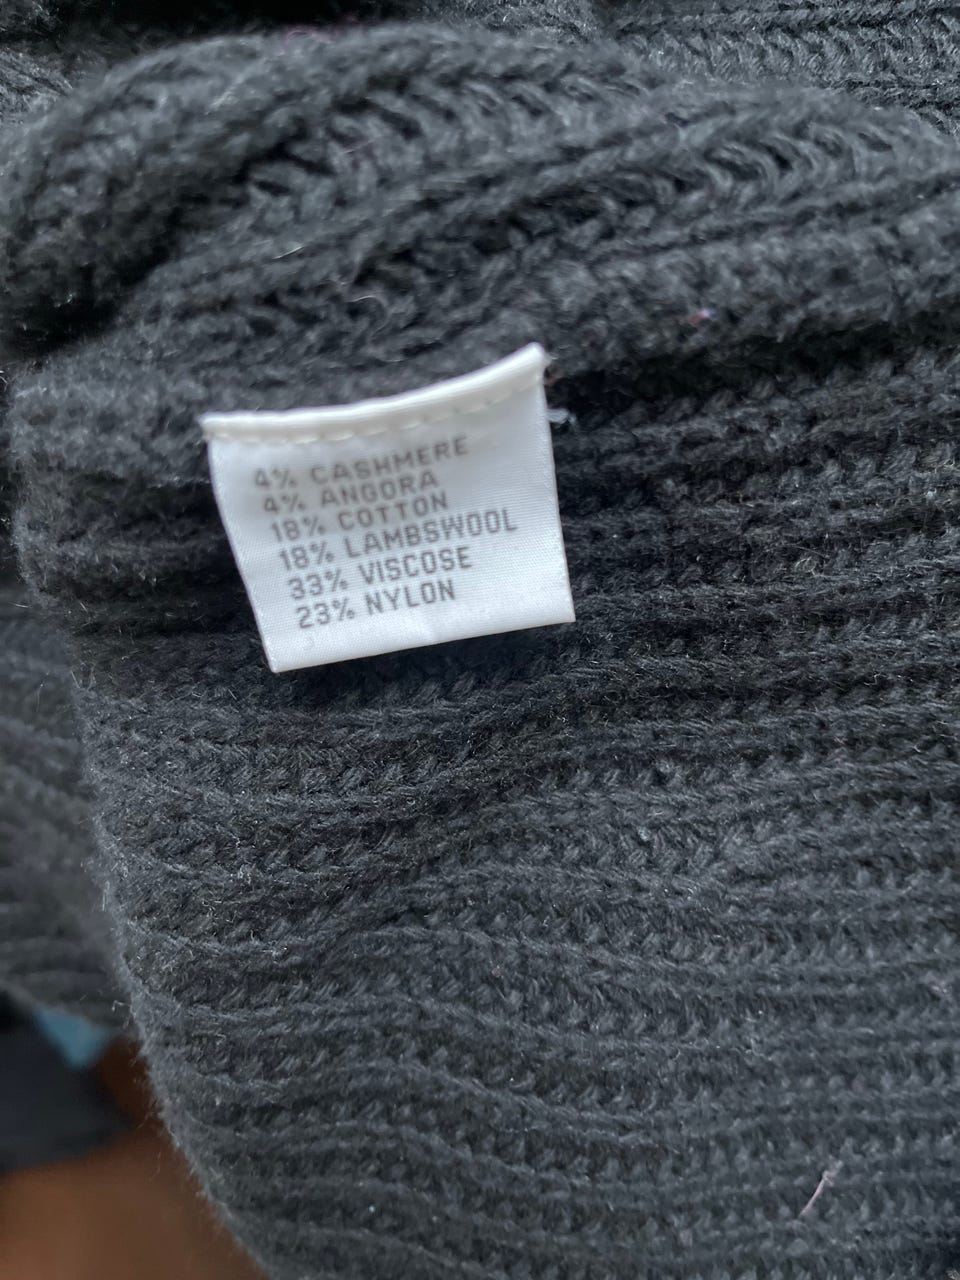 4% CASHMERE
4% ANGORA
18% COTTON
18% LAMBSWOOL
33% VISCOSE
23% NYLON